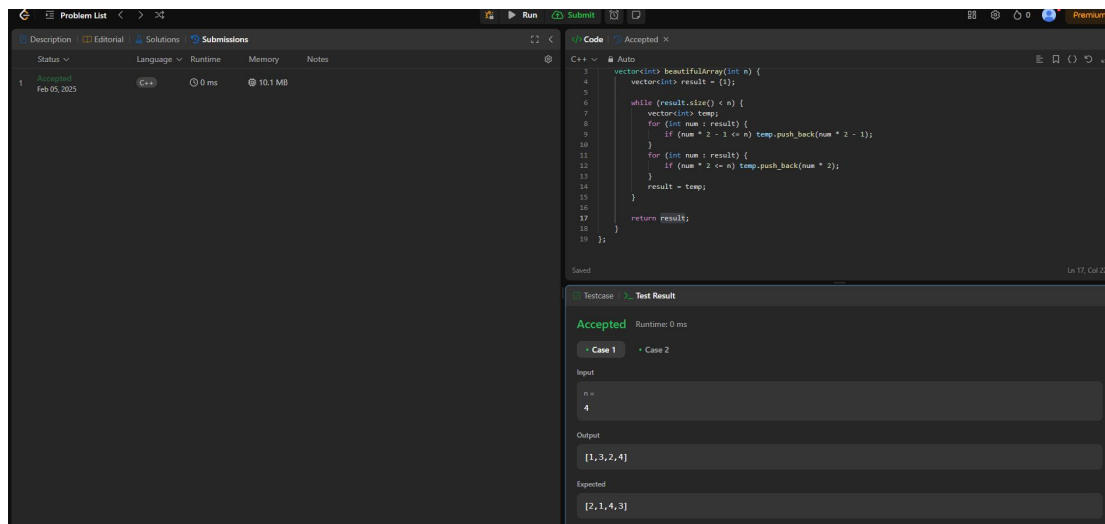 Problem List
Run
Submit
0
Premium
Description
Editorial
Solutions
Submissions
Status
Language
Runtime
Memory
Notes
1
Accepted
Feb 05, 2025
C++
0 ms
10.1 MB
Code
Accepted
C++
Auto
3 vector<int> beautifulArray(int n) {
4 vector<int> result = {1};
5
6 while (result.size() < n) {
7 vector<int> temp;
8 for (int num : result) {
9 if (num * 2 - 1 <= n) temp.push_back(num * 2 - 1);
10 }
11 for (int num : result) {
12 if (num * 2 <= n) temp.push_back(num * 2);
13 }
14 result = temp;
15 }
16
17 return result;
18 }
19 };
Saved
Ln 17, Col 2
Testcase
Test Result
Accepted
Runtime: 0 ms
Case 1
Case 2
Input
n =
4
Output
[1,3,2,4]
Expected
[2,1,4,3]